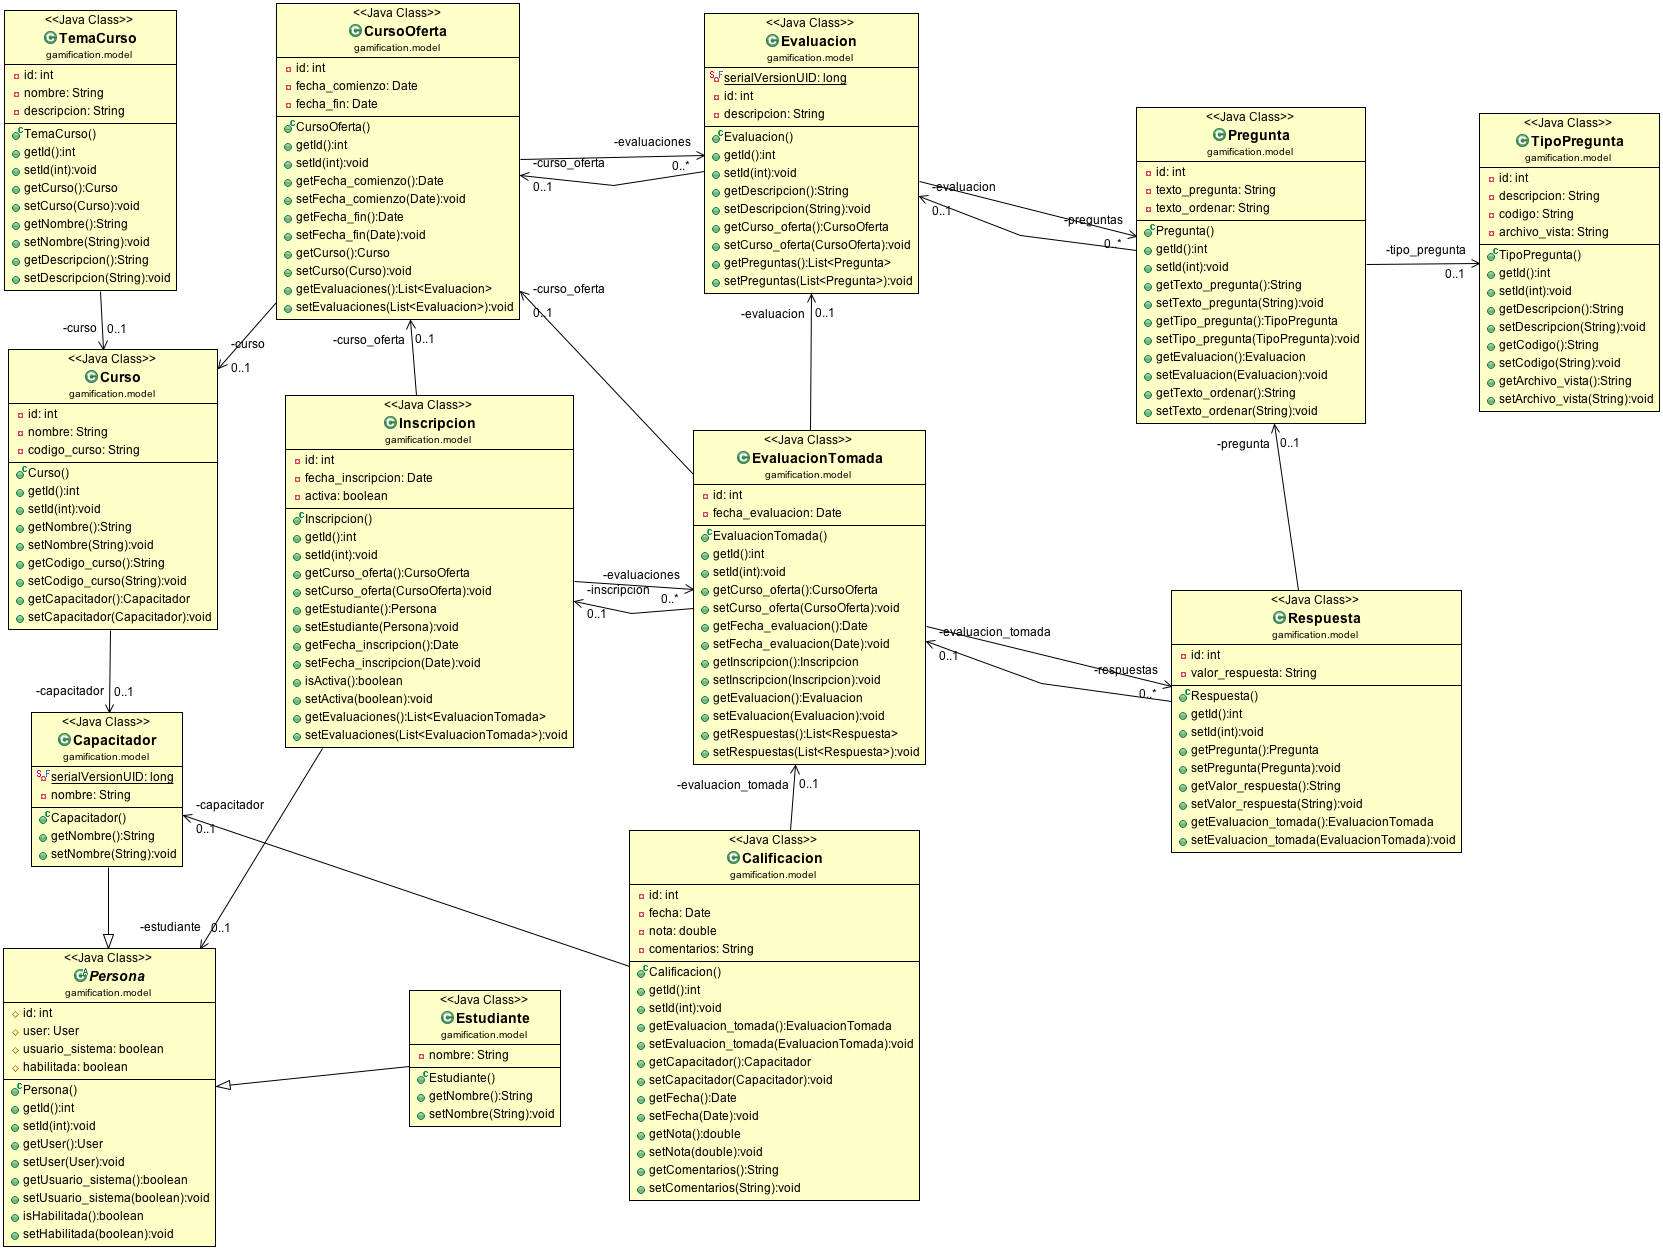 <<Java Class>>
TemaCurso
gamification.model
id: int
nombre: String
descripcion: String
TemaCurso()
getId():int
setId(int):void
getCurso():Curso
setCurso(Curso):void
getNombre():String
setNombre(String):void
getDescripcion():String
setDescripcion(String):void
-curso
0..1
<<Java Class>>
CursoOferta
gamification.model
id: int
fecha_comienzo: Date
fecha_fin: Date
CursoOferta()
getId():int
setId(int):void
getFecha_comienzo():Date
setFecha_comienzo(Date):void
getFecha_fin():Date
setFecha_fin(Date):void
getCurso():Curso
setCurso(Curso):void
getEvaluaciones():List<Evaluacion>
setEvaluaciones(List<Evaluacion>):void
-evaluaciones
0..*
-curso_oferta
0..1
-curso
0..1
-curso_oferta
0..1
-curso_oferta
0..1
<<Java Class>>
Evaluacion
gamification.model
serialVersionUID: long
id: int
descripcion: String
Evaluacion()
getId():int
setId(int):void
getDescripcion():String
setDescripcion(String):void
getCurso_oferta():CursoOferta
setCurso_oferta(CursoOferta):void
getPreguntas():List<Pregunta>
setPreguntas(List<Pregunta>):void
-evaluacion
0..1
-preguntas
0..*
-evaluacion
0..1
<<Java Class>>
Pregunta
gamification.model
id: int
texto_pregunta: String
texto_ordenar: String
Pregunta()
getId():int
setId(int):void
getTexto_pregunta():String
setTexto_pregunta(String):void
getTipo_pregunta():TipoPregunta
setTipo_pregunta(TipoPregunta):void
getEvaluacion():Evaluacion
setEvaluacion(Evaluacion):void
getTexto_ordenar():String
setTexto_ordenar(String):void
-tipo_pregunta
0..1
-pregunta
0..1
<<Java Class>>
TipoPregunta
gamification.model
id: int
descripcion: String
codigo: String
archivo_vista: String
TipoPregunta()
getId():int
setId(int):void
getDescripcion():String
setDescripcion(String):void
getCodigo():String
setCodigo(String):void
getArchivo_vista():String
setArchivo_vista(String):void
<<Java Class>>
Curso
gamification.model
id: int
nombre: String
codigo_curso: String
Curso()
getId():int
setId(int):void
getNombre():String
setNombre(String):void
getCodigo_curso():String
setCodigo_curso(String):void
getCapacitador():Capacitador
setCapacitador(Capacitador):void
-capacitador
0..1
<<Java Class>>
Inscripcion
gamification.model
id: int
fecha_inscripcion: Date
activa: boolean
Inscripcion()
getId():int
setId(int):void
getCurso_oferta():CursoOferta
setCurso_oferta(CursoOferta):void
getEstudiante():Persona
setEstudiante(Persona):void
getFecha_inscripcion():Date
setFecha_inscripcion(Date):void
isActiva():boolean
setActiva(boolean):void
getEvaluaciones():List<EvaluacionTomada>
setEvaluaciones(List<EvaluacionTomada>):void
-evaluaciones
0..*
-inscripcion
0..1
<<Java Class>>
EvaluacionTomada
gamification.model
id: int
fecha_evaluacion: Date
EvaluacionTomada()
getId():int
setId(int):void
getCurso_oferta():CursoOferta
setCurso_oferta(CursoOferta):void
getFecha_evaluacion():Date
setFecha_evaluacion(Date):void
getInscripcion():Inscripcion
setInscripcion(Inscripcion):void
getEvaluacion():Evaluacion
setEvaluacion(Evaluacion):void
getRespuestas():List<Respuesta>
setRespuestas(List<Respuesta>):void
-evaluacion_tomada
0..1
-respuestas
0..*
-evaluacion_tomada
0..1
<<Java Class>>
Respuesta
gamification.model
id: int
valor_respuesta: String
Respuesta()
getId():int
setId(int):void
getPregunta():Pregunta
setPregunta(Pregunta):void
getValor_respuesta():String
setValor_respuesta(String):void
getEvaluacion_tomada():EvaluacionTomada
setEvaluacion_tomada(EvaluacionTomada):void
<<Java Class>>
Capacitador
gamification.model
serialVersionUID: long
nombre: String
Capacitador()
getNombre():String
setNombre(String):void
-capacitador
0..1
-estudiante
0..1
<<Java Class>>
Calificacion
gamification.model
id: int
fecha: Date
nota: double
comentarios: String
Calificacion()
getId():int
setId(int):void
getEvaluacion_tomada():EvaluacionTomada
setEvaluacion_tomada(EvaluacionTomada):void
getCapacitador():Capacitador
setCapacitador(Capacitador):void
getFecha():Date
setFecha(Date):void
getNota():double
setNota(double):void
getComentarios():String
setComentarios(String):void
<<Java Class>>
Persona
gamification.model
id: int
user: User
usuario_sistema: boolean
habilitada: boolean
Persona()
getId():int
setId(int):void
getUser():User
setUser(User):void
getUsuario_sistema():boolean
setUsuario_sistema(boolean):void
isHabilitada():boolean
setHabilitada(boolean):void
<<Java Class>>
Estudiante
gamification.model
nombre: String
Estudiante()
getNombre():String
setNombre(String):void